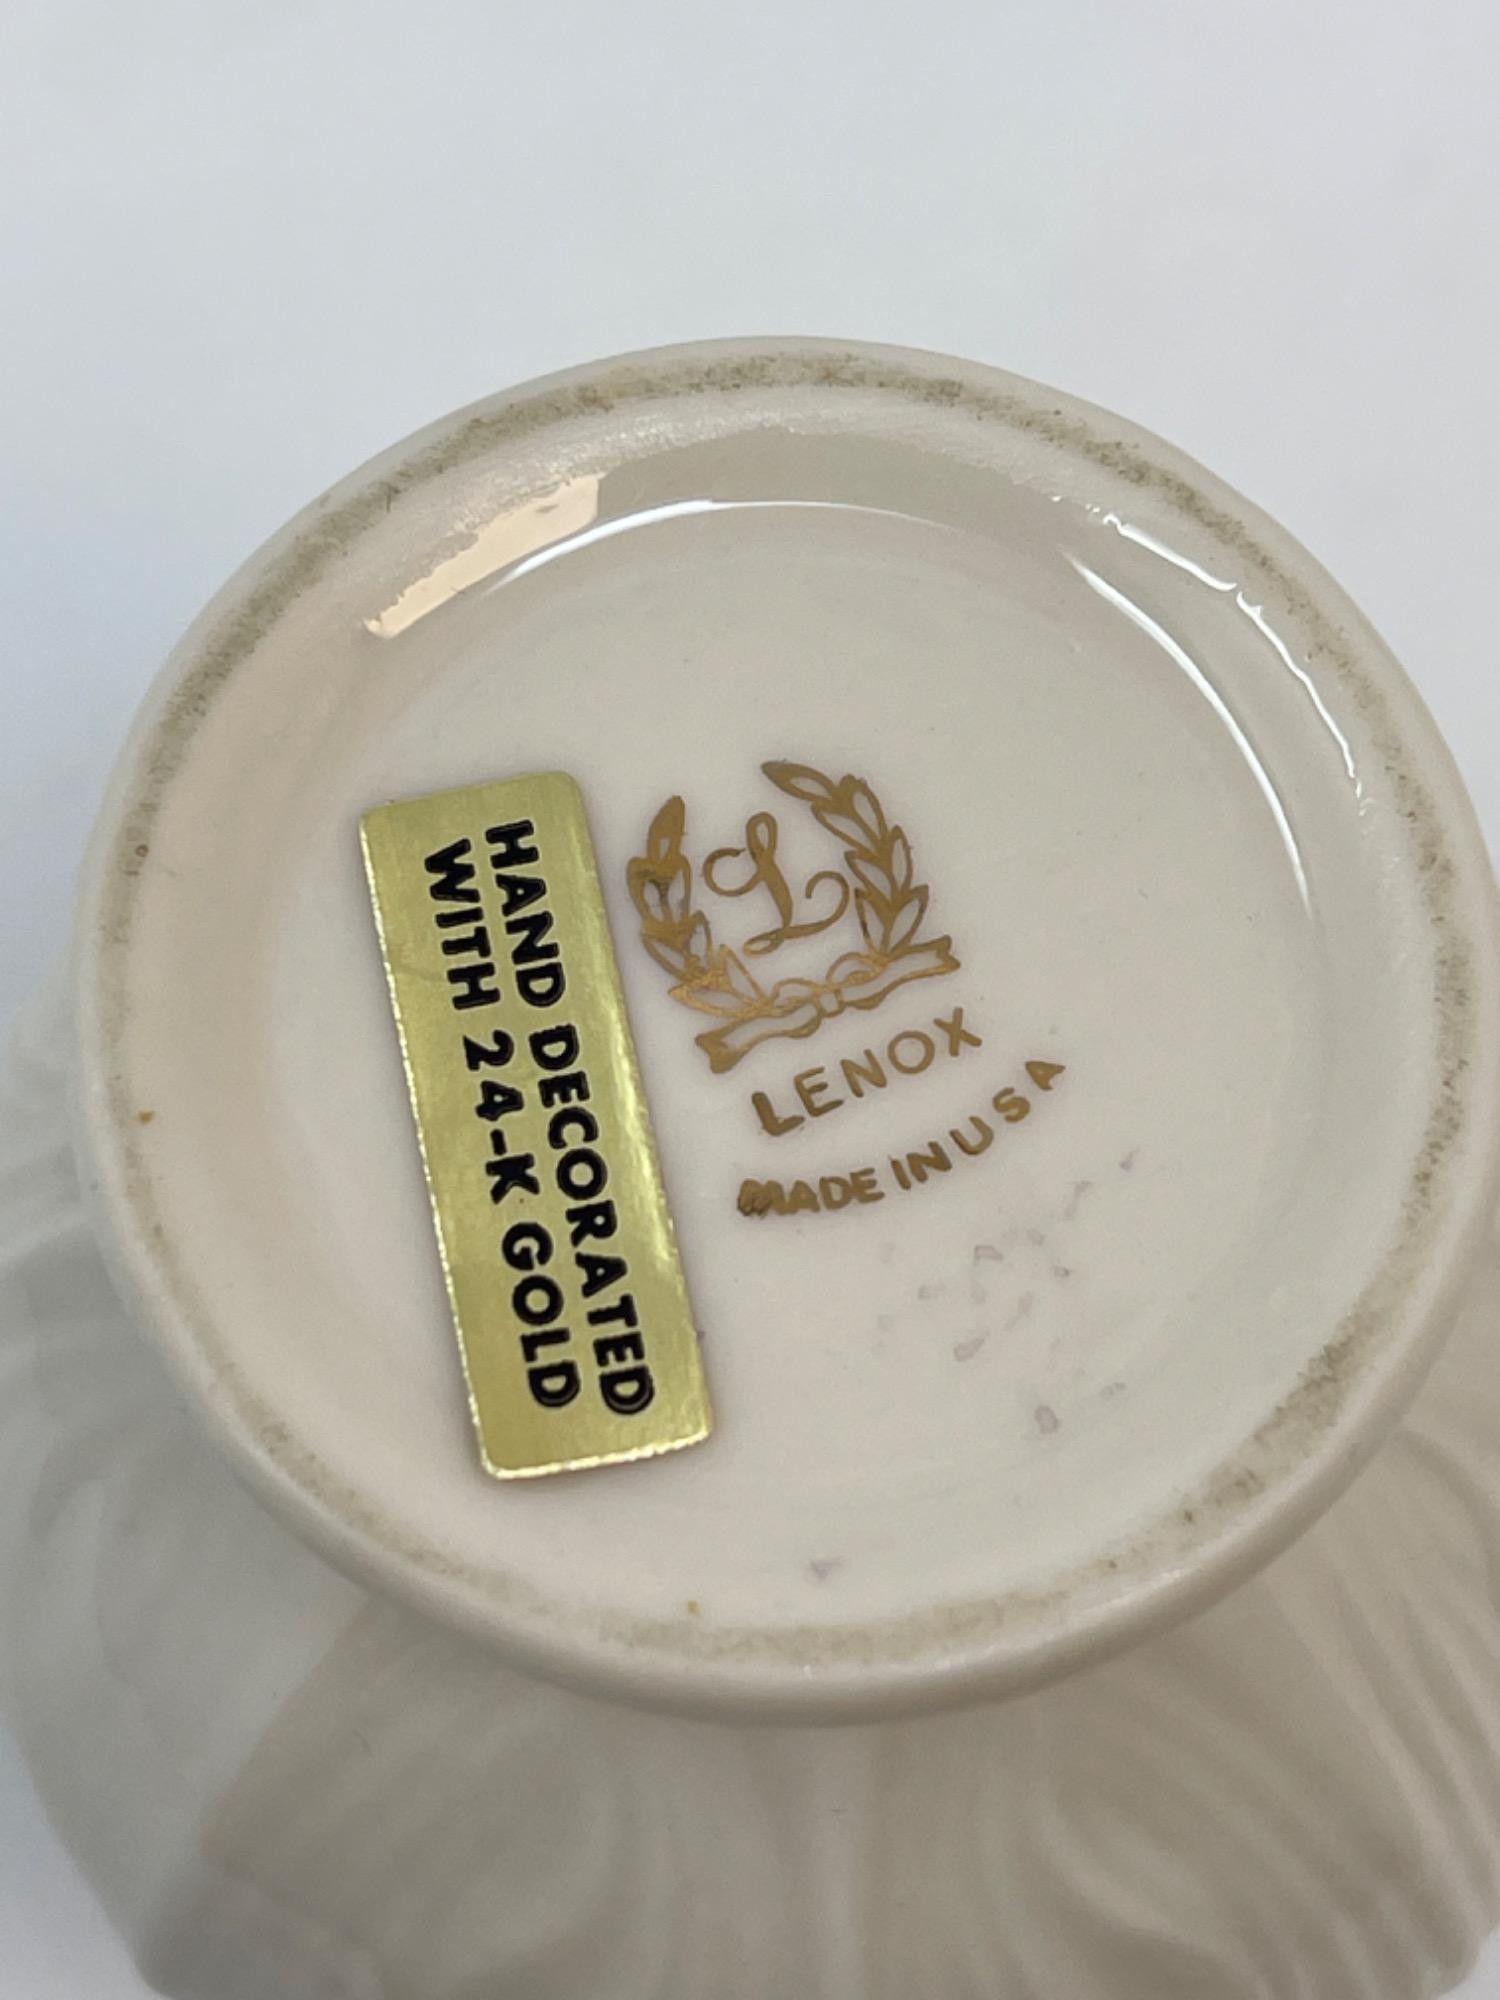 HAND DECORATED
WITH 24-K GOLD
L
LENOX
MADE IN USA